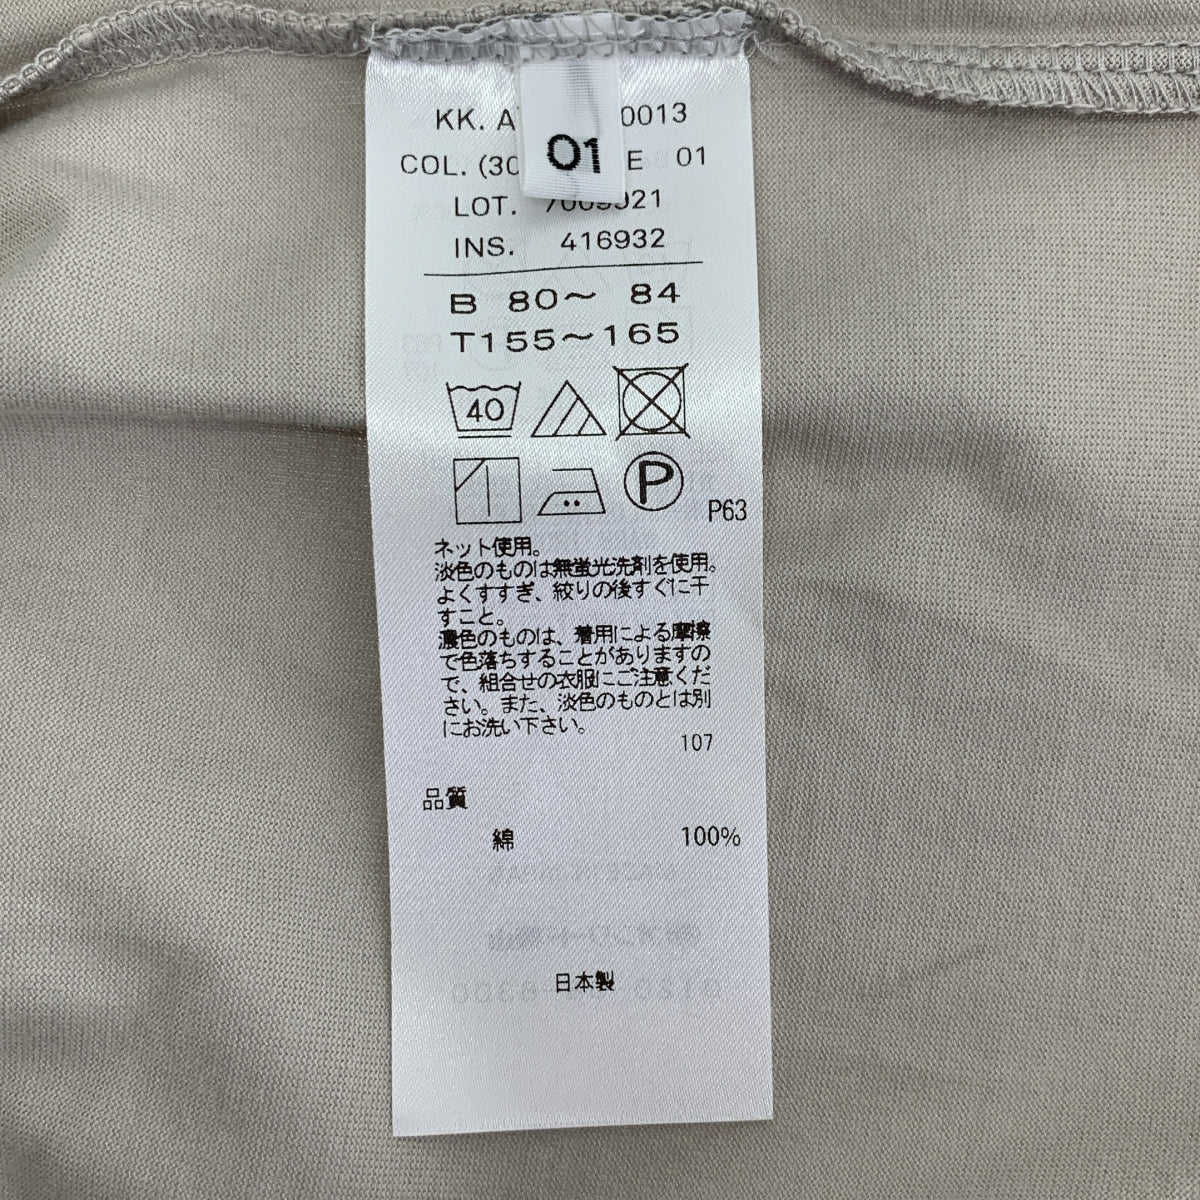 KK. A 0013
01
COL. (30 E 01
LOT.
INS. 416932
B 80～ 84
T155～165
40
P
P63
ネット使用。
淡色のものは無蛍光洗剤を使用。
よくすすぎ、絞りの後すぐに干
すこと。
濃色のものは、着用による摩擦
で色落ちすることがありますの
で、組合せの衣服にご注意くだ
さい。また、淡色のものとは別
にお洗い下さい。
107
品質
綿 100%
日本製